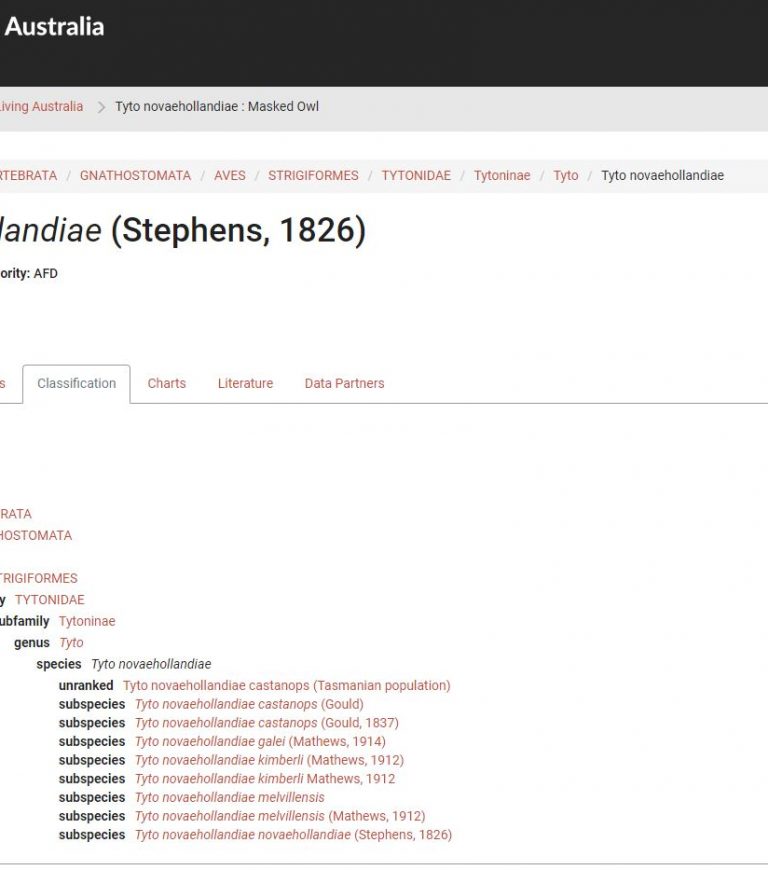 Australia
Living Australia > Tyto novaehollandiae : Masked Owl
RTEBRATA / GNATHOSTOMATA / AVES / STRIGIFORMES / TYTONIDAE / Tytoninae / Tyto / Tyto novaehollandiae
landiae (Stephens, 1826)
ority: AFD
s Classification Charts Literature Data Partners
RATA
HOSTOMATA
TRIGIFORMES
y TYTONIDAE
ubfamily Tytoninae
genus Tyto
species Tyto novaehollandiae
unranked Tyto novaehollandiae castanops (Tasmanian population)
subspecies Tyto novaehollandiae castanops (Gould)
subspecies Tyto novaehollandiae castanops (Gould, 1837)
subspecies Tyto novaehollandiae galei (Mathews, 1914)
subspecies Tyto novaehollandiae kimberli (Mathews, 1912)
subspecies Tyto novaehollandiae kimberli Mathews, 1912
subspecies Tyto novaehollandiae melvillensis
subspecies Tyto novaehollandiae melvillensis (Mathews, 1912)
subspecies Tyto novaehollandiae novaehollandiae (Stephens, 1826)